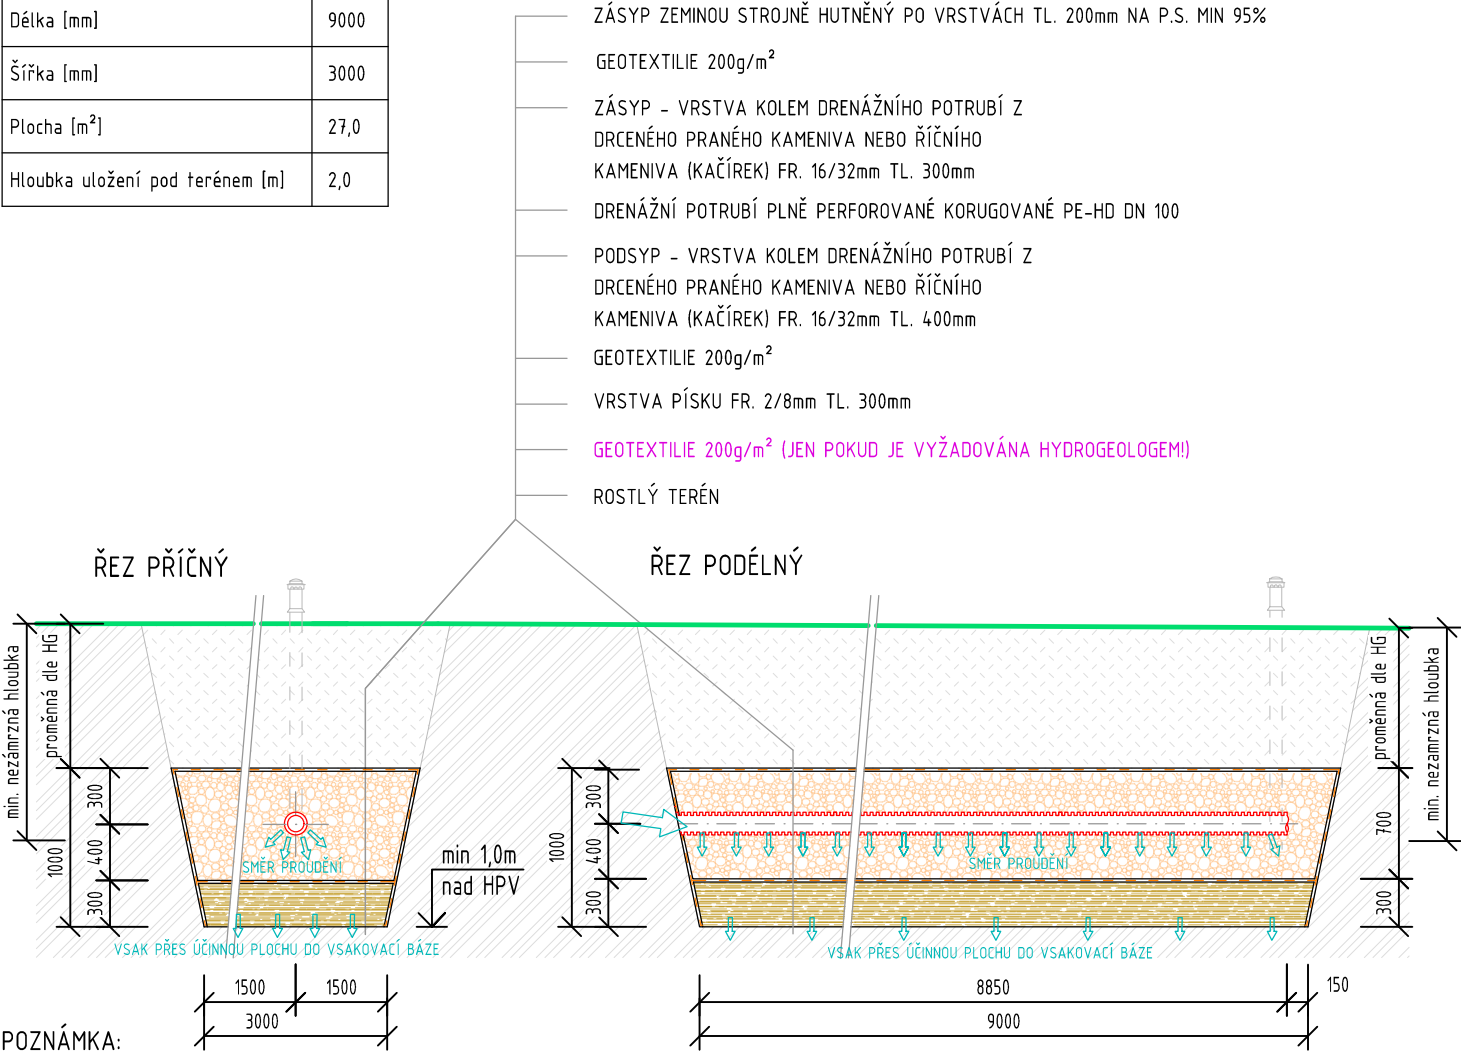 Délka [mm] 9000
Šířka [mm] 3000
Plocha [m²] 27,0
Hloubka uložení pod terénem [m] 2,0
ZÁSYP ZEMINOU STROJNĚ HUTNĚNÝ PO VRSTVÁCH TL. 200mm NA P.S. MIN 95%
GEOTEXTILIE 200g/m²
ZÁSYP - VRSTVA KOLEM DRENÁŽNÍHO POTRUBÍ Z
DRCENÉHO PRANÉHO KAMENIVA NEBO ŘÍČNÍHO
KAMENIVA (KAČÍREK) FR. 16/32mm TL. 300mm
DRENÁŽNÍ POTRUBÍ PLNĚ PERFOROVANÉ KORUGOVANÉ PE-HD DN 100
PODSYP - VRSTVA KOLEM DRENÁŽNÍHO POTRUBÍ Z
DRCENÉHO PRANÉHO KAMENIVA NEBO ŘÍČNÍHO
KAMENIVA (KAČÍREK) FR. 16/32mm TL. 400mm
GEOTEXTILIE 200g/m²
VRSTVA PÍSKU FR. 2/8mm TL. 300mm
GEOTEXTILIE 200g/m² (JEN POKUD JE VYŽADOVÁNA HYDROGEOLOGEM!)
ROSTLÝ TERÉN
ŘEZ PŘÍČNÝ
min. nezámrzná hloubka
proměnná dle HG
1000
300
400
300
SMĚR PROUDĚNÍ
min 1,0m
nad HPV
VSAK PŘES ÚČINNOU PLOCHU DO VSAKOVACÍ BÁZE
1500
1500
3000
ŘEZ PODÉLNÝ
1000
300
400
300
SMĚR PROUDĚNÍ
VSAK PŘES ÚČINNOU PLOCHU DO VSAKOVACÍ BÁZE
proměnná dle HG
min. nezamrzná hloubka
700
300
8850
150
9000
POZNÁMKA: